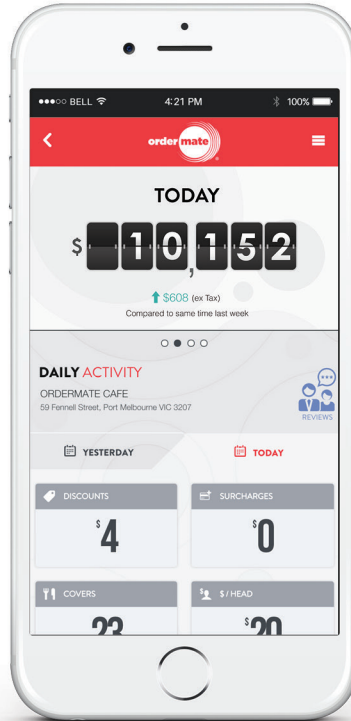 BELL 4:21 PM 100%
order mate
TODAY
$ 10,152
$608 (ex Tax)
Compared to same time last week
DAILY ACTIVITY
ORDERMATE CAFE
59 Fennell Street, Port Melbourne VIC 3207
REVIEWS
YESTERDAY TODAY
DISCOUNTS SURCHARGES
$4 $0
COVERS $ / HEAD
23 $20